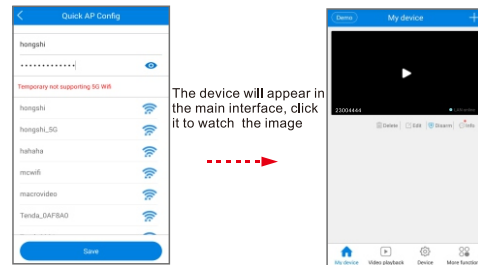 Quick AP Config
hongshi
•••••••••••••
Temporary not supporting 5G Wifi
hongshi
hongshi_5G
hahaha
mcwifi
macrovideo
Tenda_0AF8A0
Save
The device will appear in
the main interface, click
it to watch the image
Demo
My device
+
23004444
Delete
Edit
Disarm
Info
My device
Video playback
Device
More function